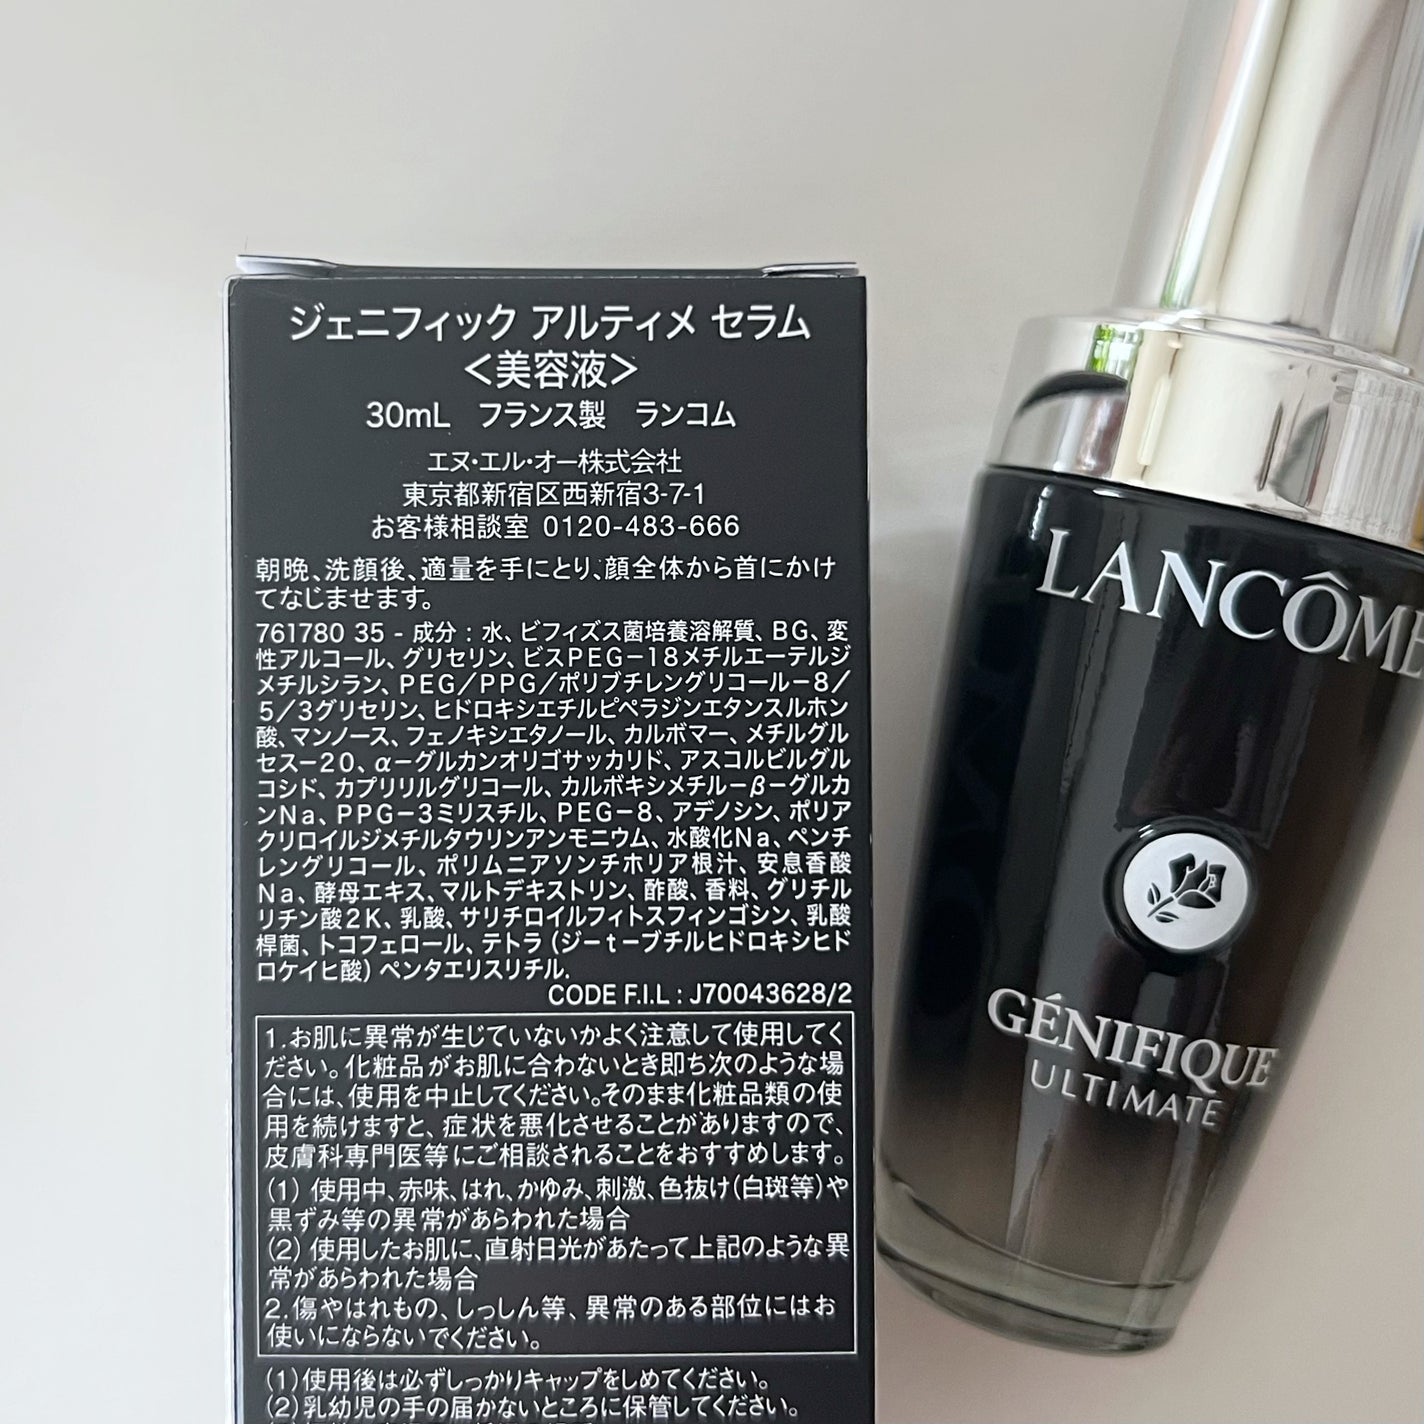 ジェニフィック アルティメ セラム
<美容液>
30mL フランス製 ランコム
エヌ・エル・オー株式会社
東京都新宿区西新宿3-7-1
お客様相談室 0120-483-666
朝晩、洗顔後、適量を手にとり、顔全体から首にかけ
てなじませます。
761780 35 - 成分 : 水、ビフィズス菌培養溶解質、BG、変
性アルコール、グリセリン、ビスPEG-18メチルエーテルジ
メチルシラン、PEG/PPG/ポリブチレングリコール-8/
5/3グリセリン、ヒドロキシエチルピペラジンエタンスルホン
酸、マンノース、フェノキシエタノール、カルボマー、メチルグル
セス-20、α-グルカンオリゴサッカリド、アスコルビルグル
コシド、カプリリルグリコール、カルボキシメチル-β-グルカ
ンNa、PPG-3ミリスチル、PEG-8、アデノシン、ポリア
クリロイルジメチルタウリンアンモニウム、水酸化Na、ペンチ
レングリコール、ポリムニアソンチホリア根汁、安息香酸
Na、酵母エキス、マルトデキストリン、酢酸、香料、グリチル
リチン酸2K、乳酸、サリチロイルフィトスフィンゴシン、乳酸
桿菌、トコフェロール、テトラ(ジ-t-ブチルヒドロキシヒド
ロケイヒ酸)ペンタエリスリチル.
CODE F.I.L : J70043628/2
1.お肌に異常が生じていないかよく注意して使用してく
ださい。化粧品がお肌に合わないとき即ち次のような場
合には、使用を中止してください。そのまま化粧品類の使
用を続けますと、症状を悪化させることがありますので、
皮膚科専門医等にご相談されることをおすすめします。
(1) 使用中、赤味、はれ、かゆみ、刺激、色抜け(白斑等)や
黒ずみ等の異常があらわれた場合
(2) 使用したお肌に、直射日光があたって上記のような異
常があらわれた場合
2.傷やはれもの、しっしん等、異常のある部位にはお
使いにならないでください。
(1)使用後は必ずしっかりキャップをしめてください。
(2)乳幼児の手の届かないところに保管してください。
LANCÔME
GÉNIFIQUE
ULTIMATE